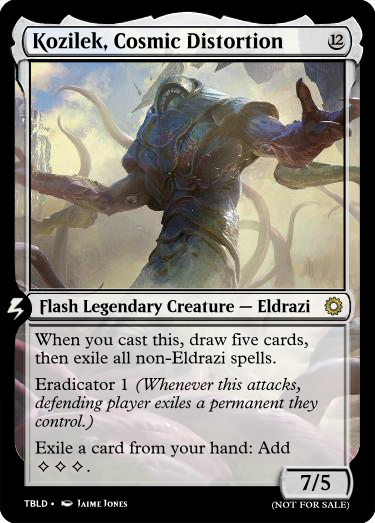 Kozilek, Cosmic Distortion
12
Flash Legendary Creature — Eldrazi
When you cast this, draw five cards,
then exile all non-Eldrazi spells.
Eradicator 1 (Whenever this attacks,
defending player exiles a permanent they
control.)
Exile a card from your hand: Add
.
7/5
TBLD • Jaime Jones
(NOT FOR SALE)